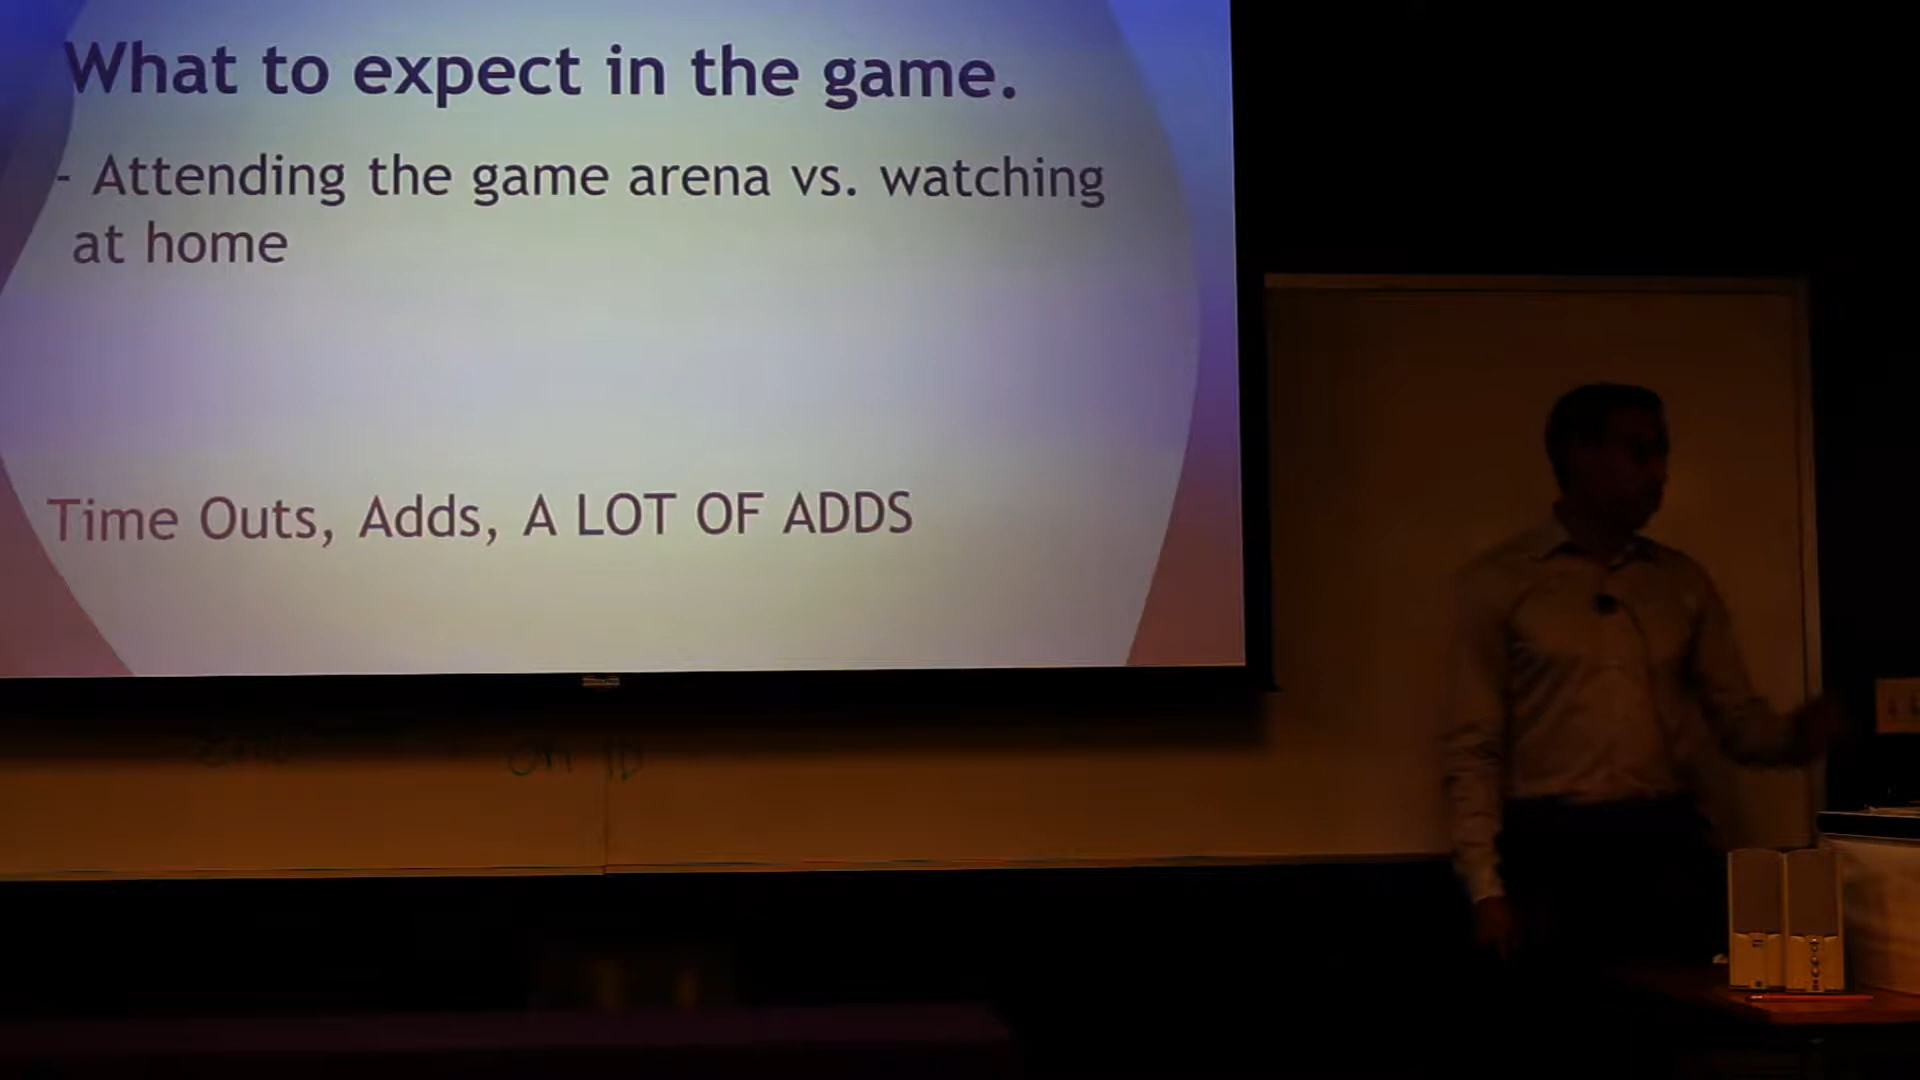 What to expect in the game.
- Attending the game arena vs. watching
at home
Time Outs, Adds, A LOT OF ADDS
on